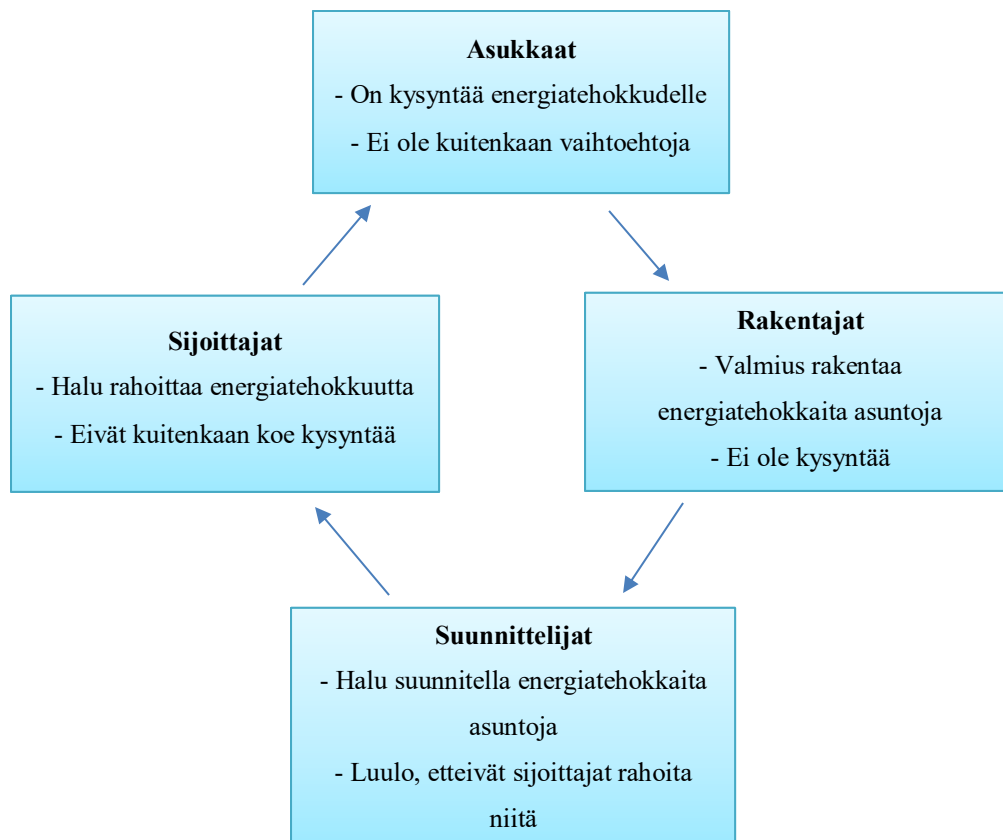 Asukkaat
- On kysyntää energiatehokkudelle
- Ei ole kuitenkaan vaihtoehtoja
Sijoittajat
- Halu rahoittaa energiatehokkuutta
- Eivät kuitenkaan koe kysyntää
Rakentajat
- Valmius rakentaa
energiatehokkaita asuntoja
- Ei ole kysyntää
Suunnittelijat
- Halu suunnitella energiatehokkaita
asuntoja
- Luulo, etteivät sijoittajat rahoita
niitä